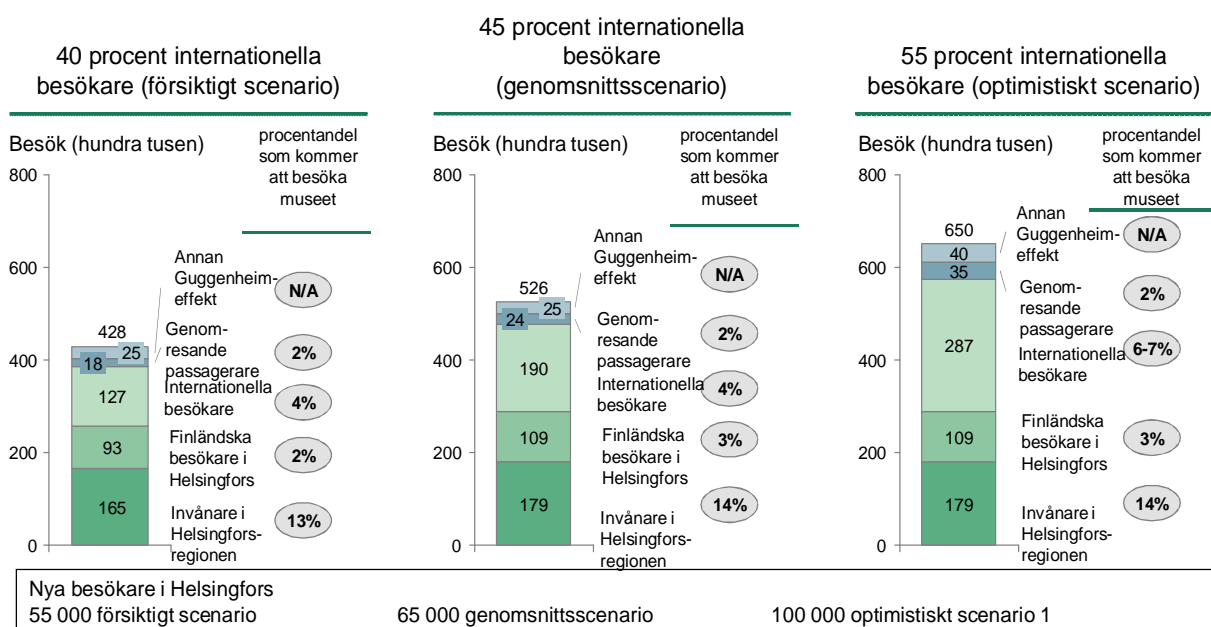 40 procent internationella
besökare (försiktigt scenario)
Besök (hundra tusen)
procentandel
som kommer
att besöka
museet
800
600
400
200
0
428
25
18
127
93
165
Annan
Guggenheim-
effekt
Genom-
resande
passagerare
Internationella
besökare
Finländska
besökare i
Helsingfors
Invånare i
Helsingfors-
regionen
N/A
2%
4%
2%
13%
45 procent internationella
besökare
(genomsnittsscenario)
Besök (hundra tusen)
procentandel
som kommer
att besöka
museet
800
600
400
200
0
526
25
24
190
109
179
Annan
Guggenheim-
effekt
Genom-
resande
passagerare
Internationella
besökare
Finländska
besökare i
Helsingfors
Invånare i
Helsingfors-
regionen
N/A
2%
4%
3%
14%
55 procent internationella
besökare (optimistiskt scenario)
Besök (hundra tusen)
procentandel
som kommer
att besöka
museet
800
600
400
200
0
650
40
35
287
109
179
Annan
Guggenheim-
effekt
Genom-
resande
passagerare
Internationella
besökare
Finländska
besökare i
Helsingfors
Invånare i
Helsingfors-
regionen
N/A
2%
6-7%
3%
14%
Nya besökare i Helsingfors
55 000 försiktigt scenario 65 000 genomsnittsscenario 100 000 optimistiskt scenario 1